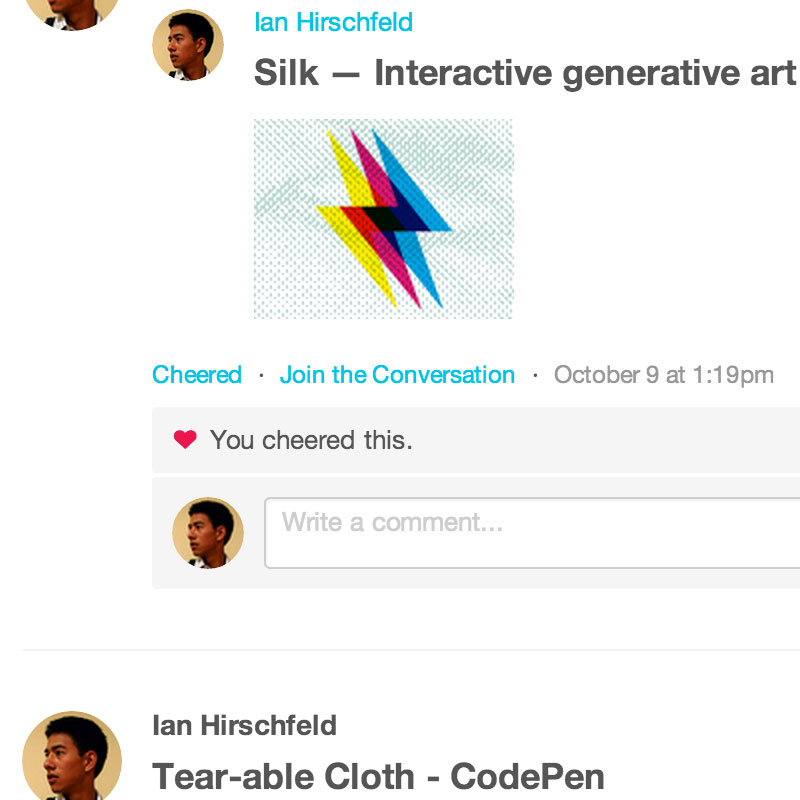 Ian Hirschfeld
Silk — Interactive generative art
Cheered · Join the Conversation · October 9 at 1:19pm
You cheered this.
Write a comment...
Ian Hirschfeld
Tear-able Cloth - CodePen